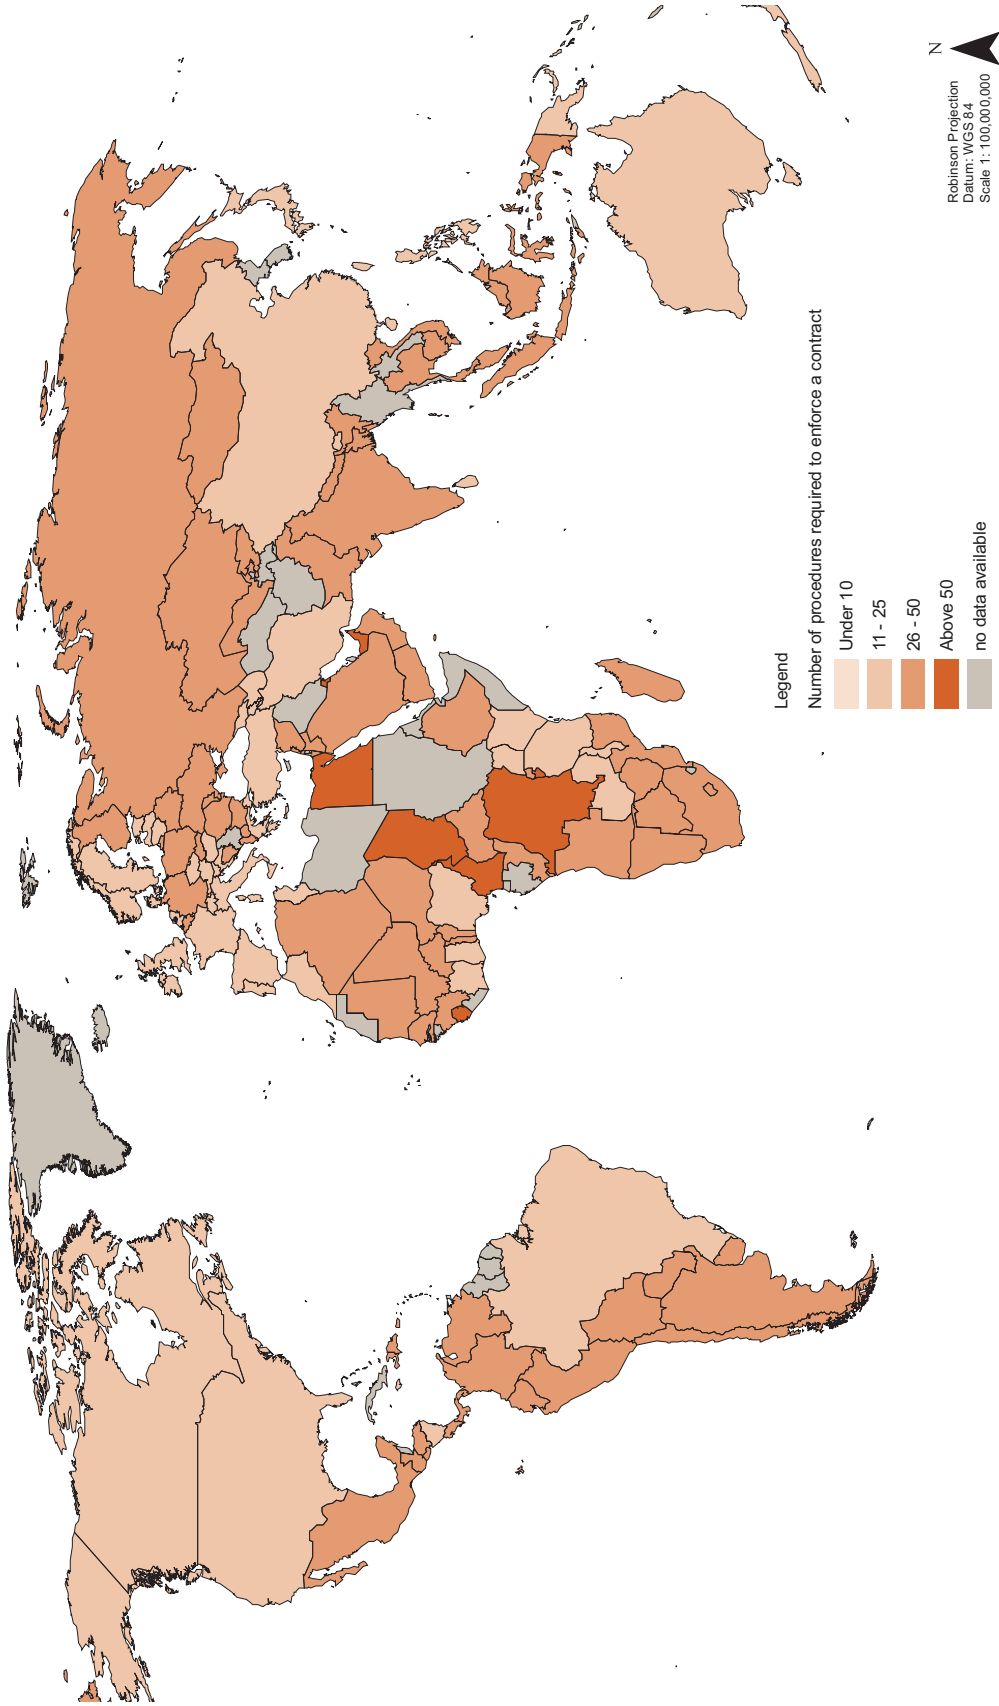 Legend
Number of procedures required to enforce a contract
Under 10
11 - 25
26 - 50
Above 50
no data available
N
Robinson Projection
Datum: WGS 84
Scale 1: 100,000,000